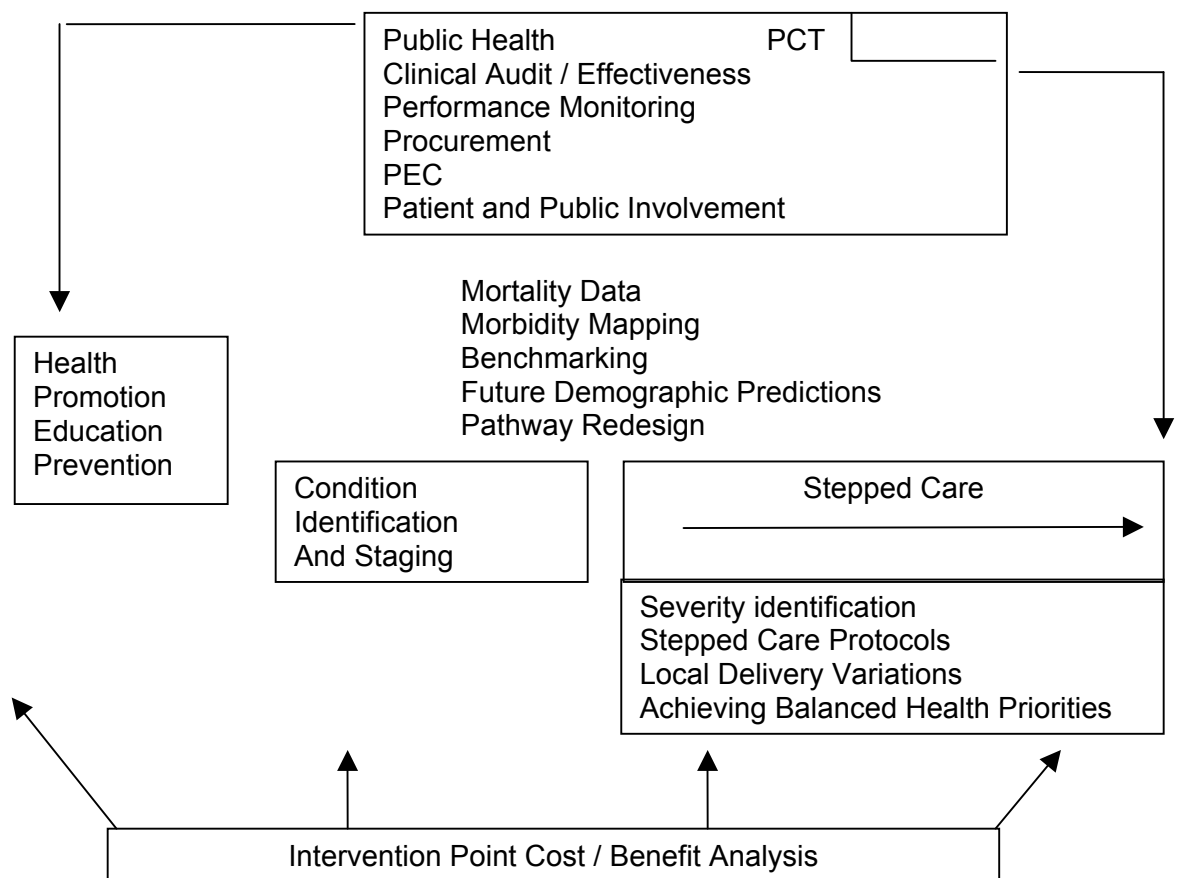 Public Health PCT
Clinical Audit / Effectiveness
Performance Monitoring
Procurement
PEC
Patient and Public Involvement
Mortality Data
Morbidity Mapping
Benchmarking
Future Demographic Predictions
Pathway Redesign
Health
Promotion
Education
Prevention
Condition
Identification
And Staging
Stepped Care
Severity identification
Stepped Care Protocols
Local Delivery Variations
Achieving Balanced Health Priorities
Intervention Point Cost / Benefit Analysis